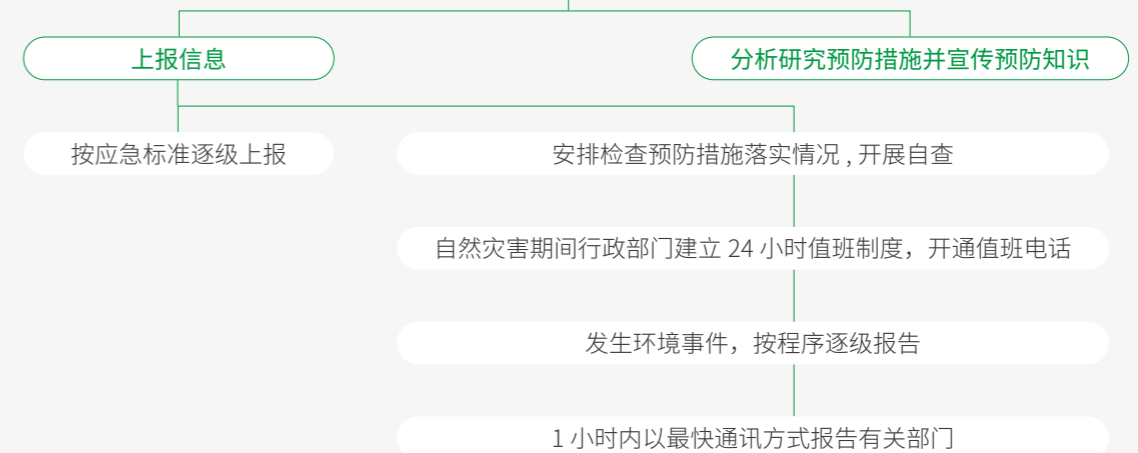 上报信息
分析研究预防措施并宣传预防知识
按应急标准逐级上报
安排检查预防措施落实情况 , 开展自查
自然灾害期间行政部门建立 24 小时值班制度，开通值班电话
发生环境事件，按程序逐级报告
1 小时内以最快通讯方式报告有关部门